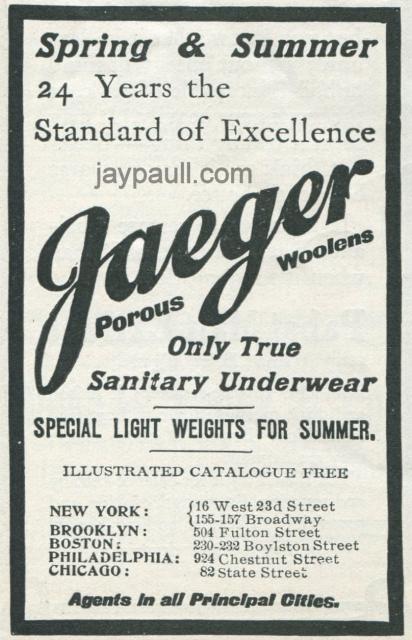 Spring & Summer
24 Years the
Standard of Excellence
jaypaull.com
Jaeger
Porous Woolens
Only True
Sanitary Underwear
SPECIAL LIGHT WEIGHTS FOR SUMMER.
ILLUSTRATED CATALOGUE FREE
NEW YORK: { 16 West 23d Street
155-157 Broadway
BROOKLYN: 504 Fulton Street
BOSTON: 230-232 Boylston Street
PHILADELPHIA: 924 Chestnut Street
CHICAGO: 82 State Street
Agents in all Principal Cities.